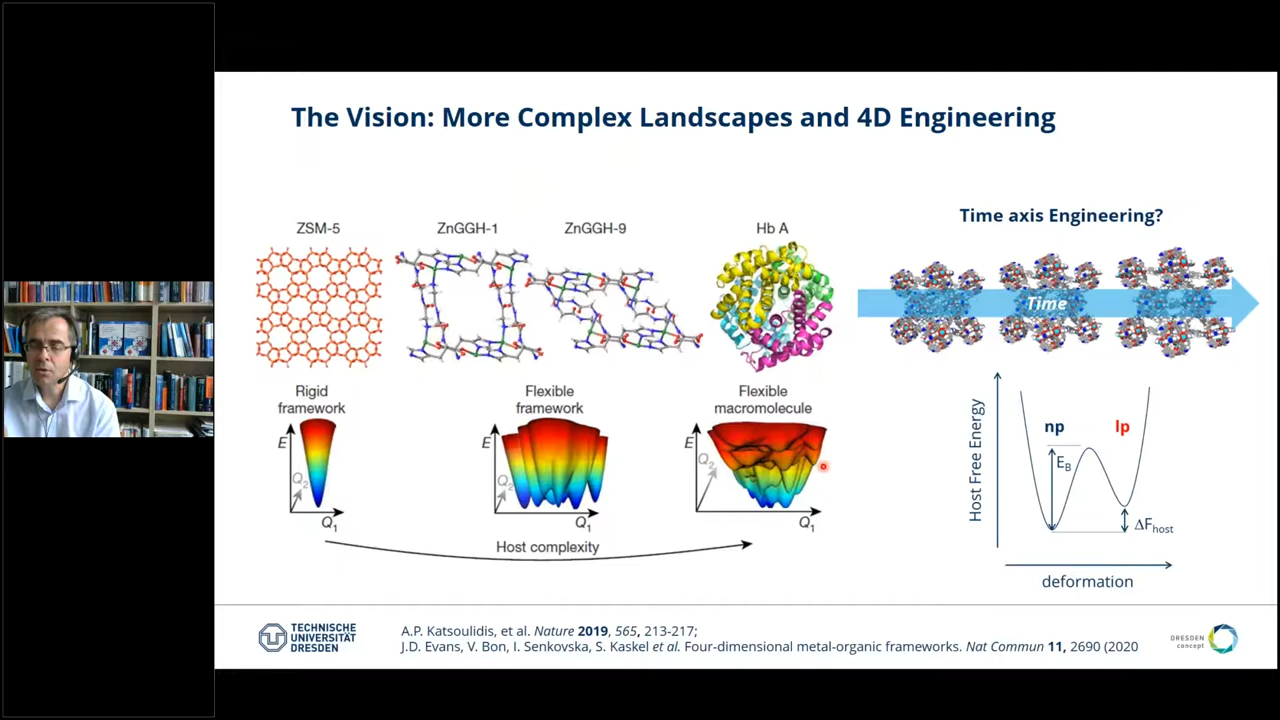 The Vision: More Complex Landscapes and 4D Engineering
ZSM-5
ZnGGH-1
ZnGGH-9
Hb A
Rigid
framework
Flexible
framework
Flexible
macromolecule
E
Q2
Q1
E
Q2
Q1
E
Q2
Q1
Host complexity
Time axis Engineering?
Time
Host Free Energy
np
lp
EB
ΔFhost
deformation
TECHNISCHE
UNIVERSITÄT
DRESDEN
A.P. Katsoulidis, et al. Nature 2019, 565, 213-217;
J.D. Evans, V. Bon, I. Senkovska, S. Kaskel et al. Four-dimensional metal-organic frameworks. Nat Commun 11, 2690 (2020
DRESDEN
concept